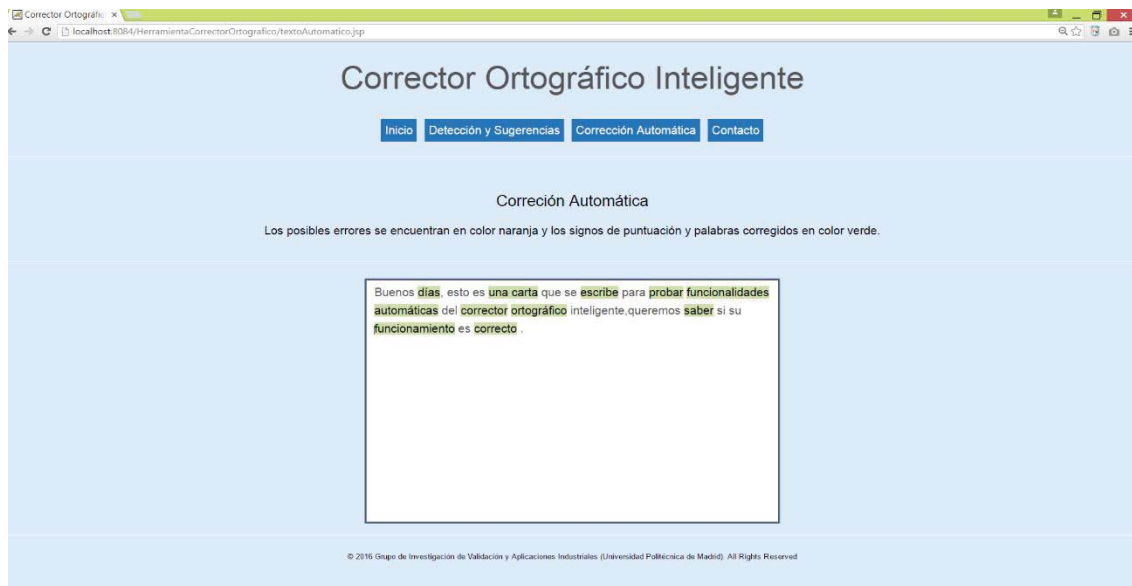 Corrector Ortográfic ×
localhost:8084/HerramientaCorrectorOrtografico/textoAutomatico.jsp
Corrector Ortográfico Inteligente
Inicio Detección y Sugerencias Corrección Automática Contacto
Correción Automática
Los posibles errores se encuentran en color naranja y los signos de puntuación y palabras corregidos en color verde.
Buenos días, esto es una carta que se escribe para probar funcionalidades
automáticas del corrector ortográfico inteligente,queremos saber si su
funcionamiento es correcto .
© 2016 Grupo de Investigación de Validación y Aplicaciones Industriales (Universidad Politécnica de Madrid). All Rights Reserved